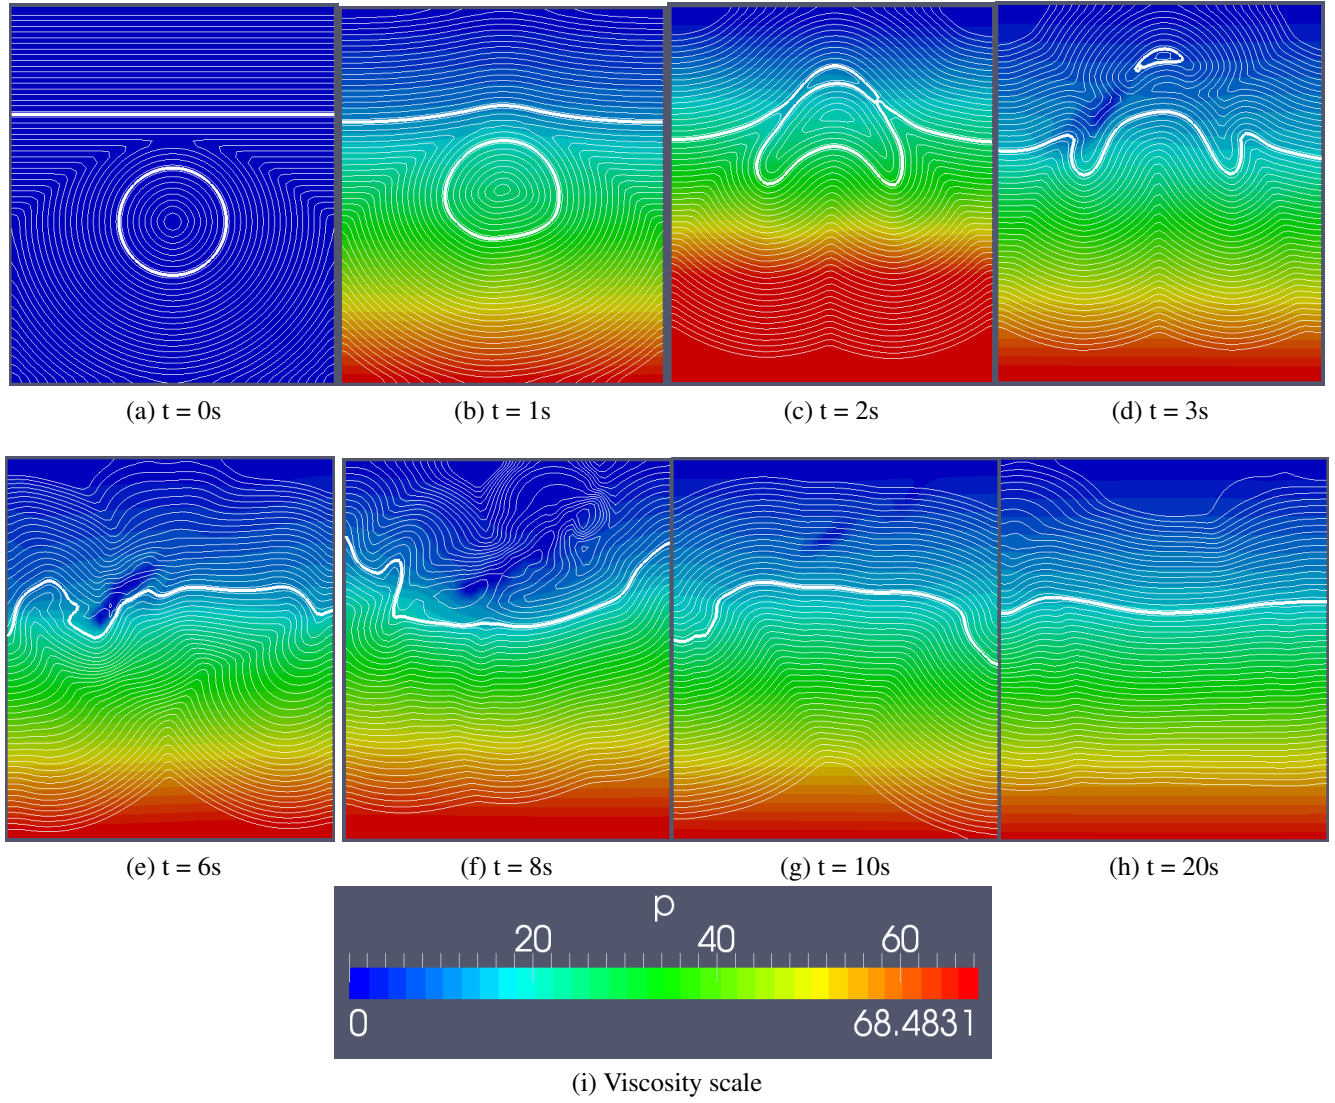 (a) t = 0s (b) t = 1s (c) t = 2s (d) t = 3s
(e) t = 6s (f) t = 8s (g) t = 10s (h) t = 20s
p
20 40 60
0 68.4831
(i) Viscosity scale